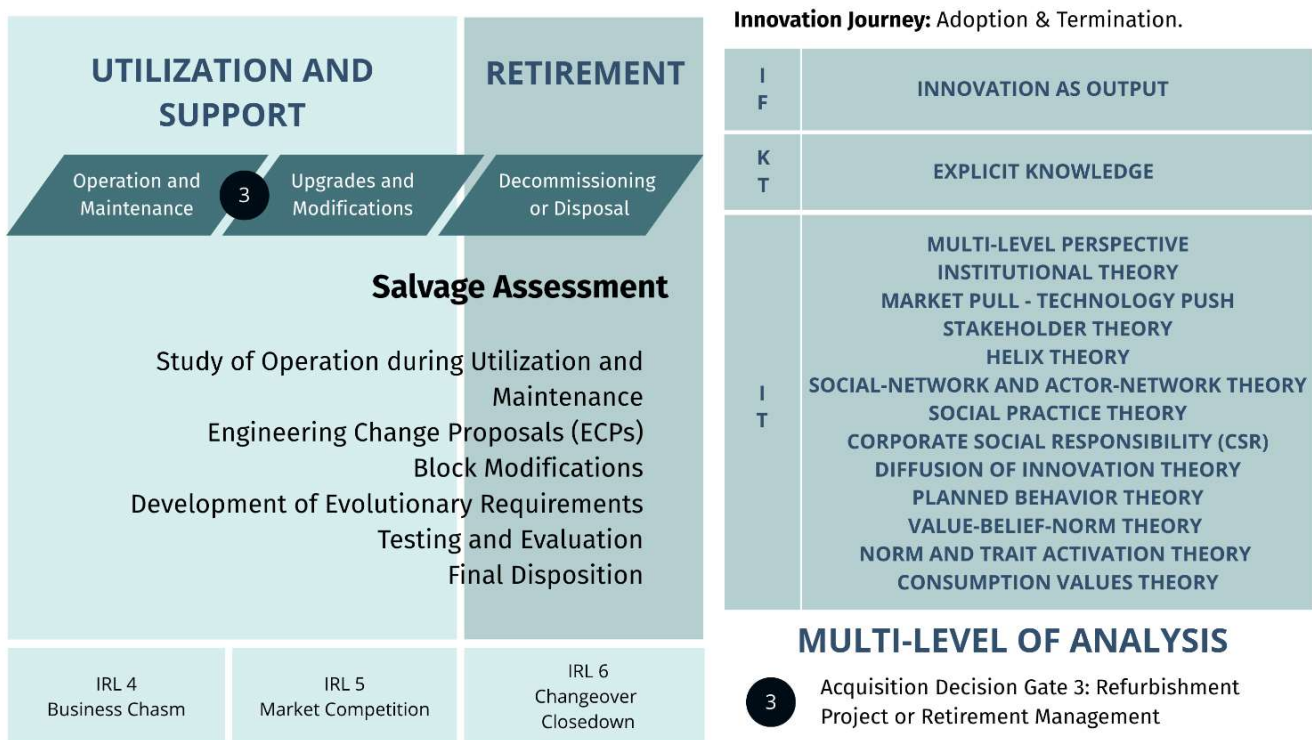 UTILIZATION AND
SUPPORT
RETIREMENT
Operation and
Maintenance
3
Upgrades and
Modifications
Decommissioning
or Disposal
Salvage Assessment
Study of Operation during Utilization and
Maintenance
Engineering Change Proposals (ECPs)
Block Modifications
Development of Evolutionary Requirements
Testing and Evaluation
Final Disposition
IRL 4
Business Chasm
IRL 5
Market Competition
IRL 6
Changeover
Closedown
Innovation Journey: Adoption & Termination.
I
F
INNOVATION AS OUTPUT
K
T
EXPLICIT KNOWLEDGE
I
T
MULTI-LEVEL PERSPECTIVE
INSTITUTIONAL THEORY
MARKET PULL - TECHNOLOGY PUSH
STAKEHOLDER THEORY
HELIX THEORY
SOCIAL-NETWORK AND ACTOR-NETWORK THEORY
SOCIAL PRACTICE THEORY
CORPORATE SOCIAL RESPONSIBILITY (CSR)
DIFFUSION OF INNOVATION THEORY
PLANNED BEHAVIOR THEORY
VALUE-BELIEF-NORM THEORY
NORM AND TRAIT ACTIVATION THEORY
CONSUMPTION VALUES THEORY
MULTI-LEVEL OF ANALYSIS
3
Acquisition Decision Gate 3: Refurbishment
Project or Retirement Management